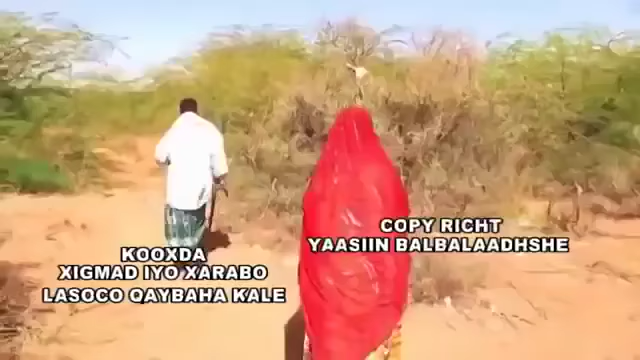 KOOXDA
XIGMAD IYO XARABO
LASOCO QAYBAHA KALE
COPY RICHT
YAASIIN BALBALAADHSHE